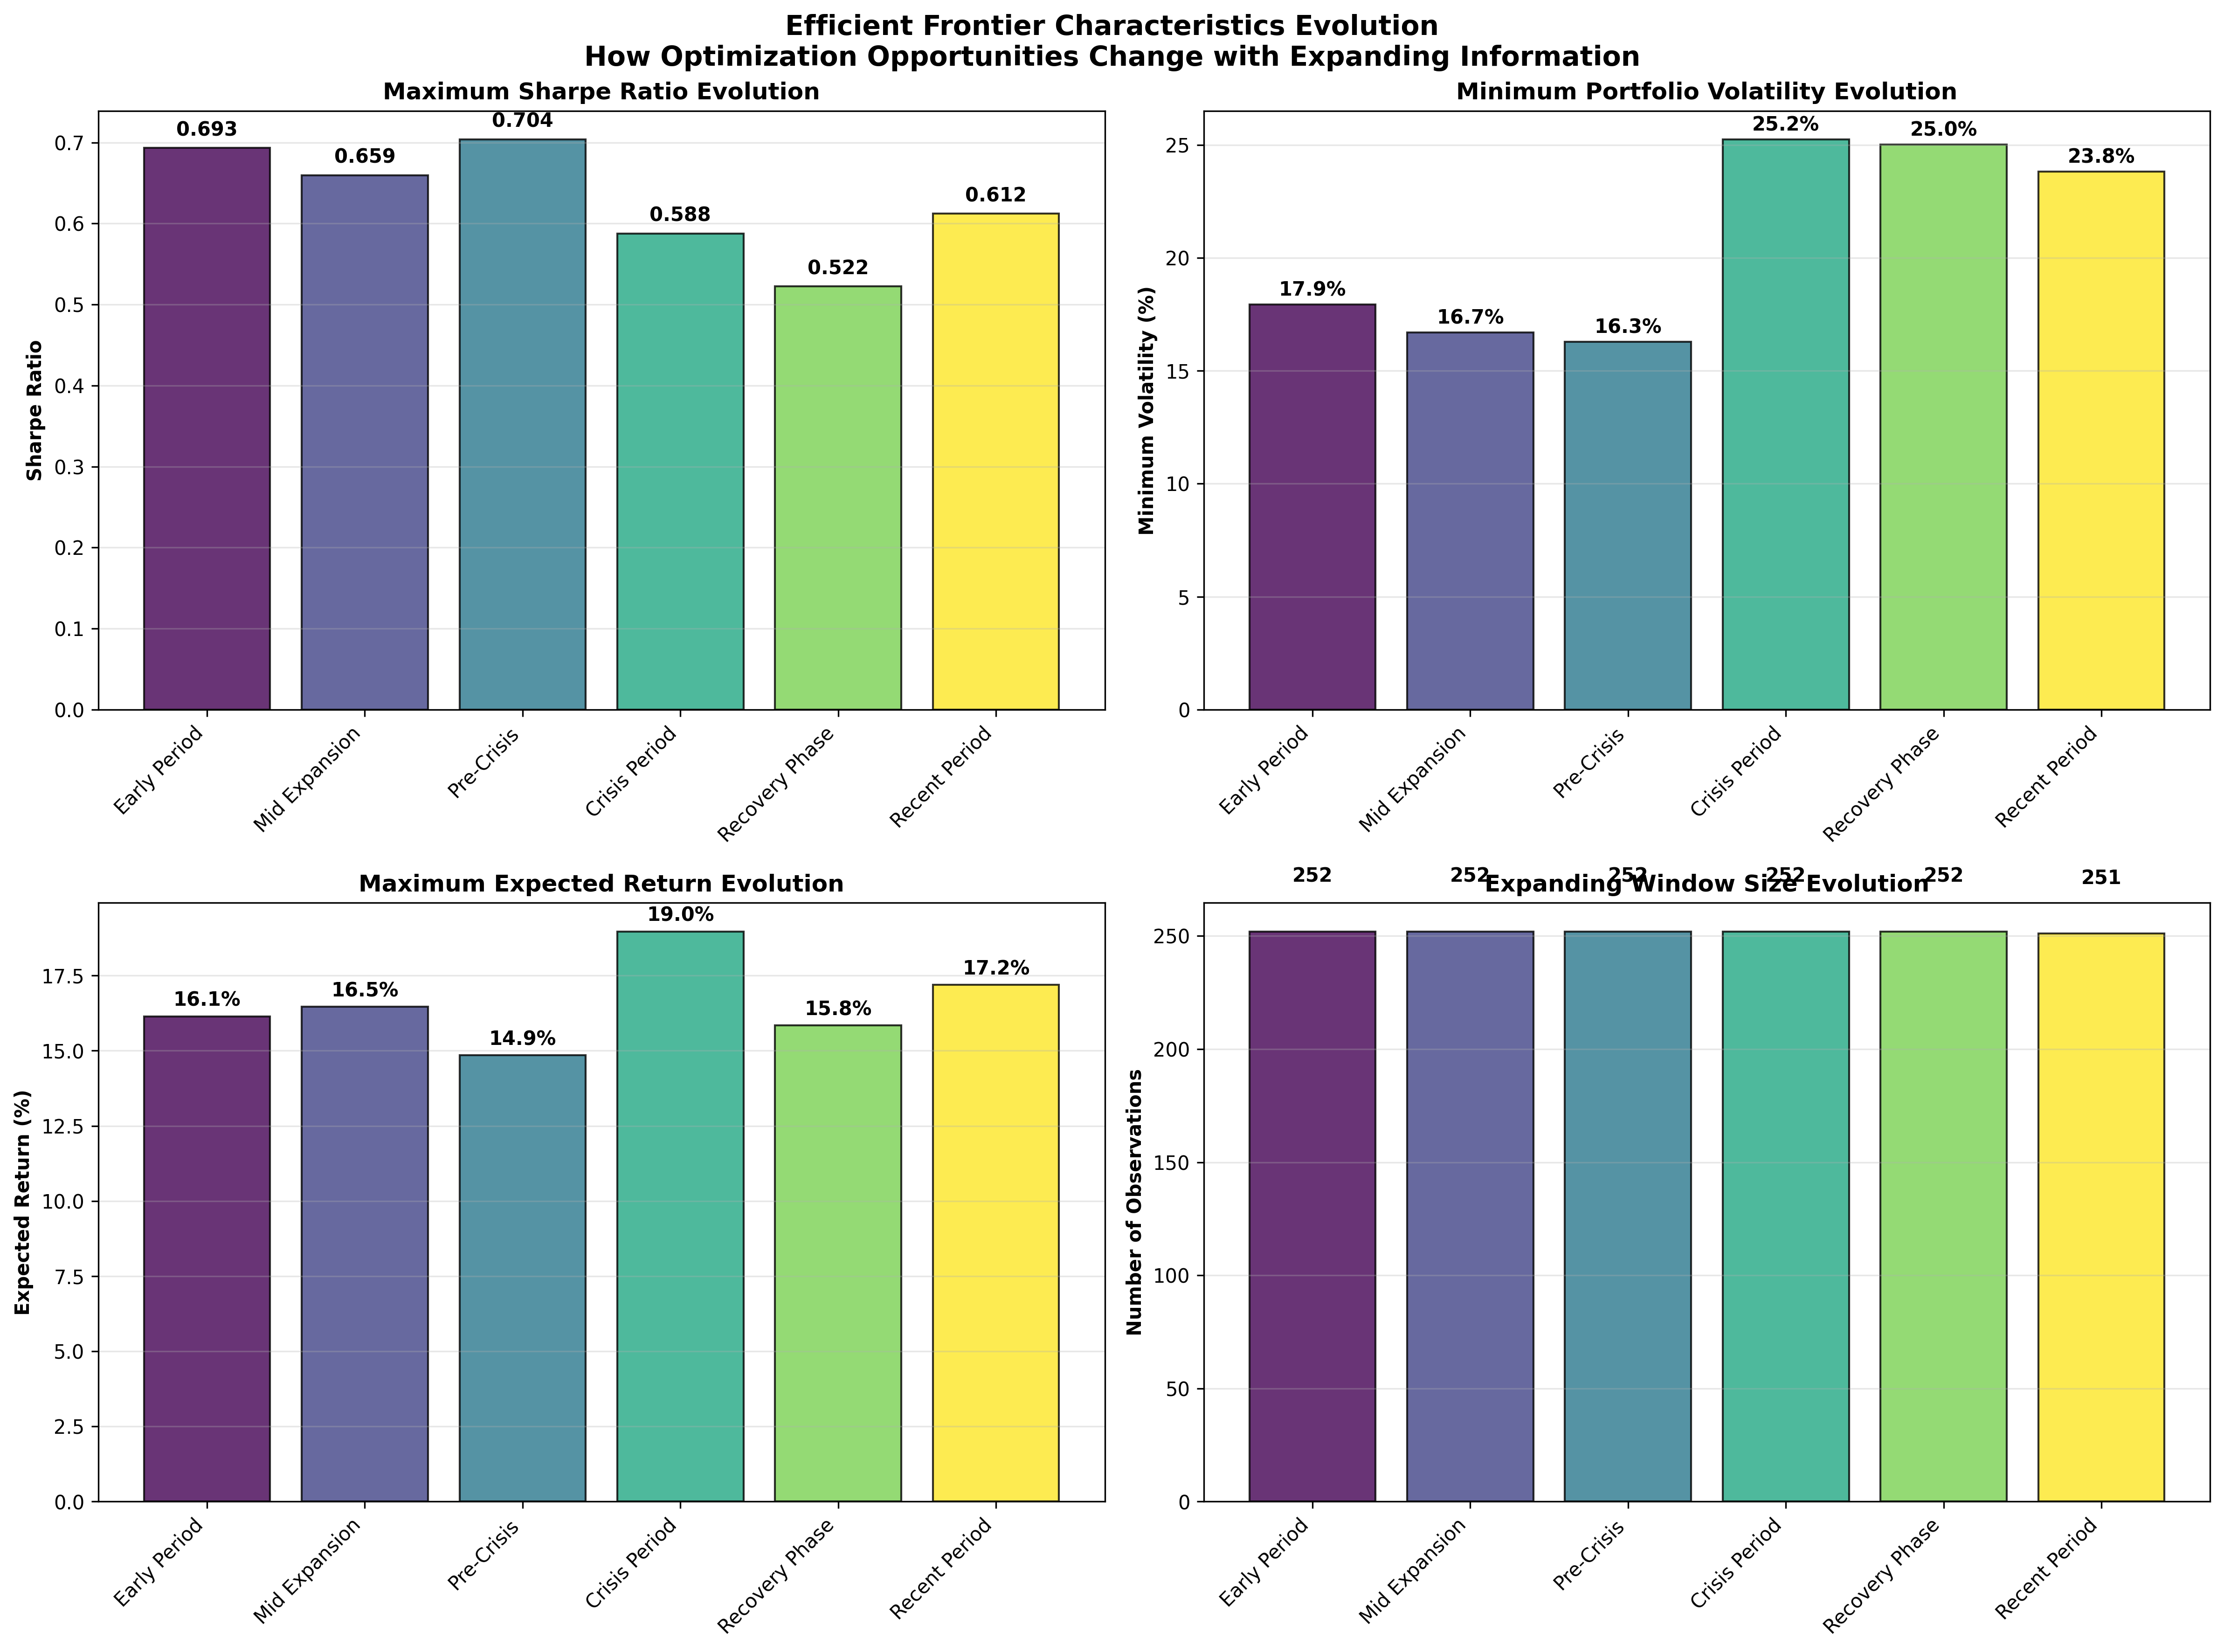 Efficient Frontier Characteristics Evolution
How Optimization Opportunities Change with Expanding Information
Maximum Sharpe Ratio Evolution
Sharpe Ratio
0.7
0.6
0.5
0.4
0.3
0.2
0.1
0.0
0.693
0.659
0.704
0.588
0.522
0.612
Early Period
Mid Expansion
Pre-Crisis
Crisis Period
Recovery Phase
Recent Period
Minimum Portfolio Volatility Evolution
Minimum Volatility (%)
25
20
15
10
5
0
17.9%
16.7%
16.3%
25.2%
25.0%
23.8%
Early Period
Mid Expansion
Pre-Crisis
Crisis Period
Recovery Phase
Recent Period
Maximum Expected Return Evolution
Expected Return (%)
17.5
15.0
12.5
10.0
7.5
5.0
2.5
0.0
16.1%
16.5%
14.9%
19.0%
15.8%
17.2%
Early Period
Mid Expansion
Pre-Crisis
Crisis Period
Recovery Phase
Recent Period
Expanding Window Size Evolution
Number of Observations
250
200
150
100
50
0
252
252
252
252
252
251
Early Period
Mid Expansion
Pre-Crisis
Crisis Period
Recovery Phase
Recent Period